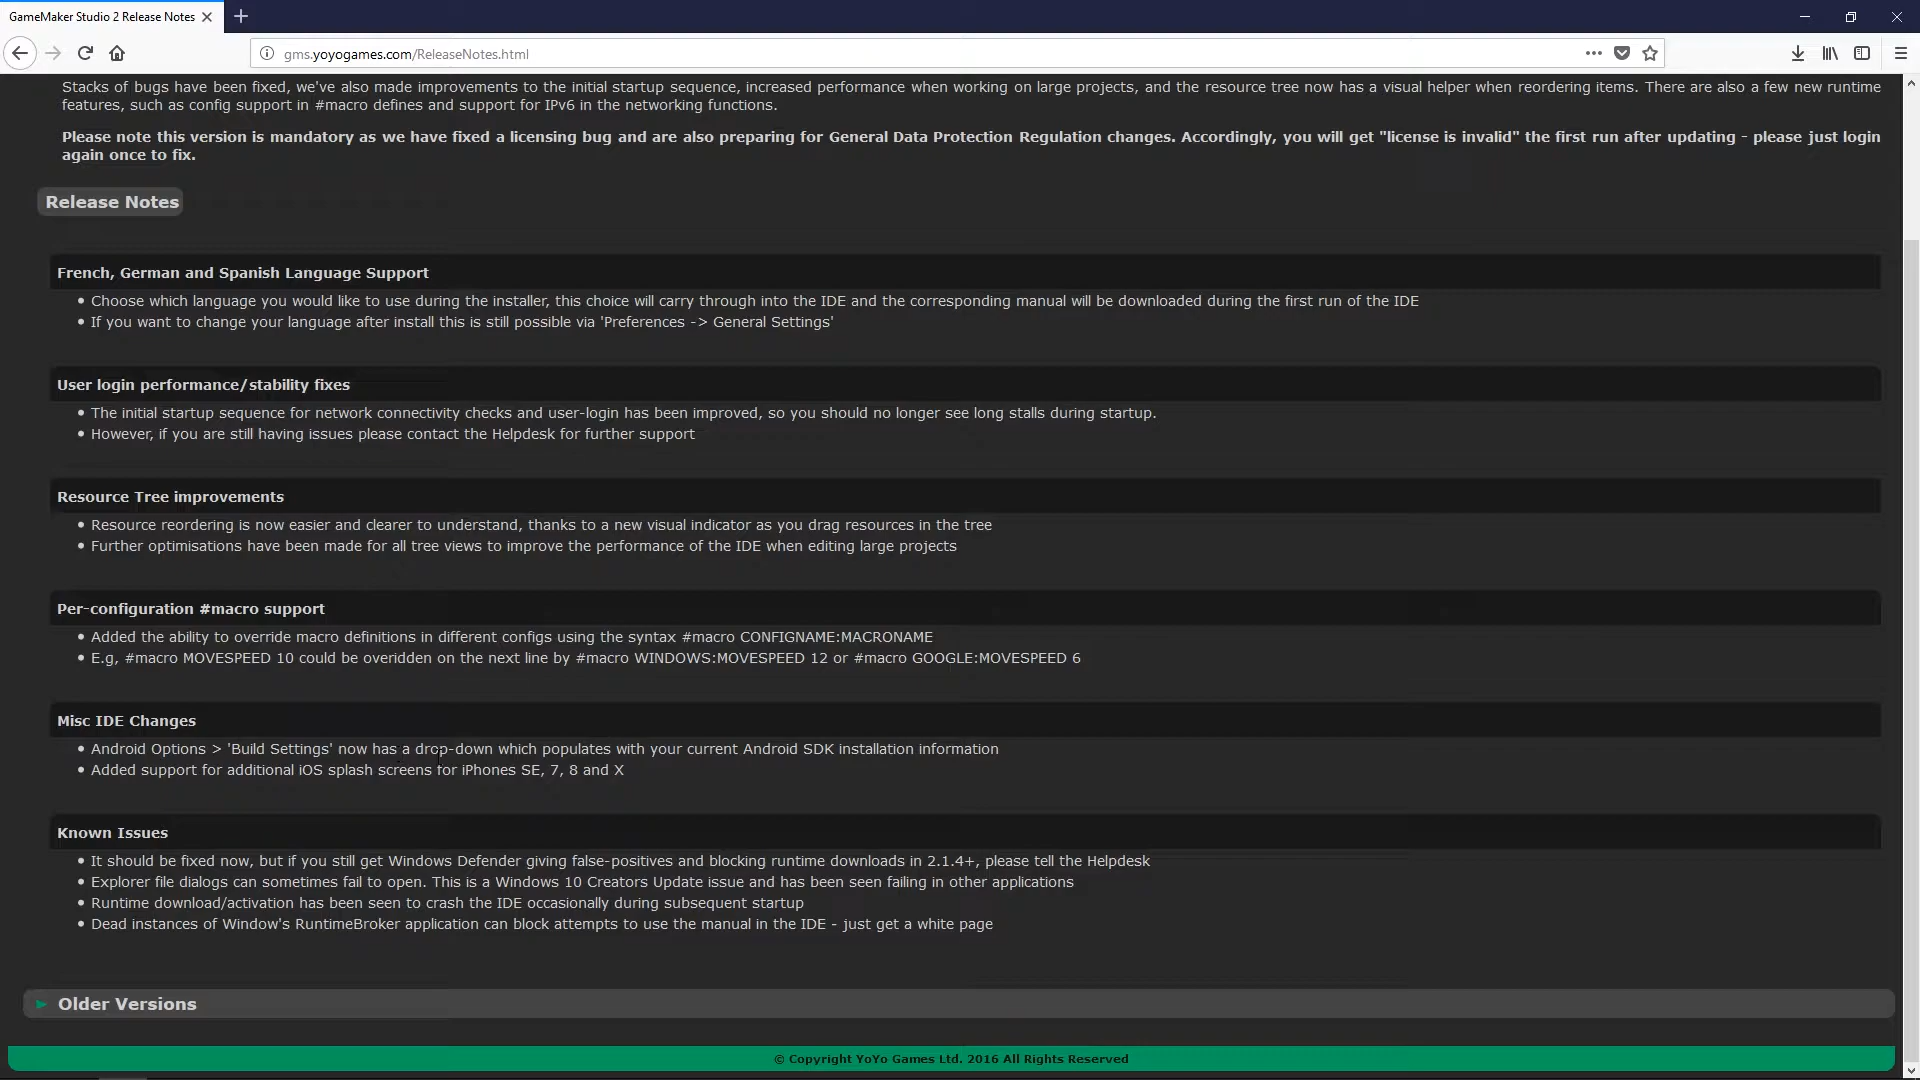 GameMaker Studio 2 Release Notes
gms.yoyogames.com/ReleaseNotes.html
Stacks of bugs have been fixed, we've also made improvements to the initial startup sequence, increased performance when working on large projects, and the resource tree now has a visual helper when reordering items. There are also a few new runtime
features, such as config support in #macro defines and support for IPv6 in the networking functions.
Please note this version is mandatory as we have fixed a licensing bug and are also preparing for General Data Protection Regulation changes. Accordingly, you will get "license is invalid" the first run after updating - please just login
again once to fix.
Release Notes
French, German and Spanish Language Support
• Choose which language you would like to use during the installer, this choice will carry through into the IDE and the corresponding manual will be downloaded during the first run of the IDE
• If you want to change your language after install this is still possible via 'Preferences -> General Settings'
User login performance/stability fixes
• The initial startup sequence for network connectivity checks and user-login has been improved, so you should no longer see long stalls during startup.
• However, if you are still having issues please contact the Helpdesk for further support
Resource Tree improvements
• Resource reordering is now easier and clearer to understand, thanks to a new visual indicator as you drag resources in the tree
• Further optimisations have been made for all tree views to improve the performance of the IDE when editing large projects
Per-configuration #macro support
• Added the ability to override macro definitions in different configs using the syntax #macro CONFIGNAME:MACRONAME
• E.g, #macro MOVESPEED 10 could be overidden on the next line by #macro WINDOWS:MOVESPEED 12 or #macro GOOGLE:MOVESPEED 6
Misc IDE Changes
• Android Options > 'Build Settings' now has a drop-down which populates with your current Android SDK installation information
• Added support for additional iOS splash screens for iPhones SE, 7, 8 and X
Known Issues
• It should be fixed now, but if you still get Windows Defender giving false-positives and blocking runtime downloads in 2.1.4+, please tell the Helpdesk
• Explorer file dialogs can sometimes fail to open. This is a Windows 10 Creators Update issue and has been seen failing in other applications
• Runtime download/activation has been seen to crash the IDE occasionally during subsequent startup
• Dead instances of Window's RuntimeBroker application can block attempts to use the manual in the IDE - just get a white page
Older Versions
© Copyright YoYo Games Ltd. 2016 All Rights Reserved